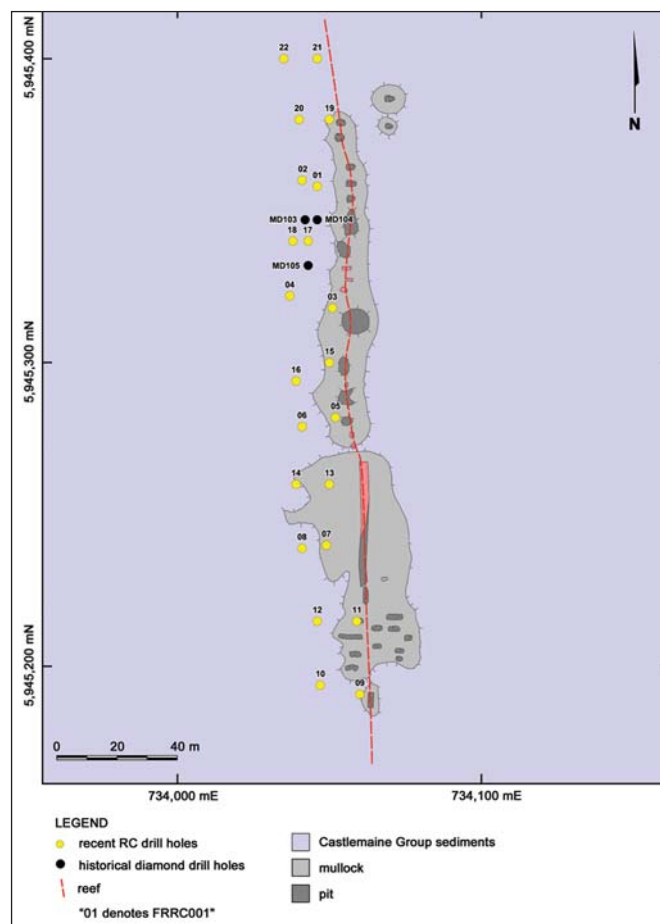 5,945,400 mN
22 21
N
20 19
02 01
MD103 MD104
18 17
MD105
04
03
5,945,300 mN
15
16
05
06
14 13
08 07
12 11
5,945,200 mN
10 09
0 20 40 m
734,000 mE 734,100 mE
LEGEND
recent RC drill holes
historical diamond drill holes
reef
"01 denotes FRRC001"
Castlemaine Group sediments
mullock
pit